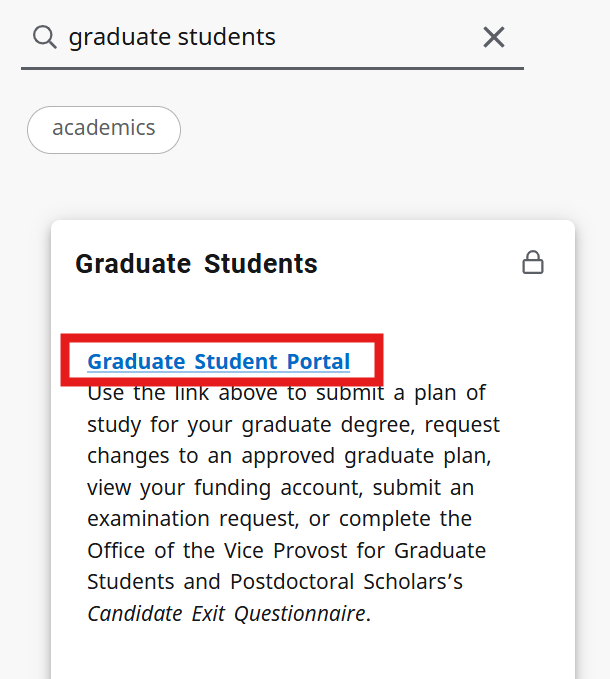 graduate students
academics
Graduate Students
Graduate Student Portal
Use the link above to submit a plan of
study for your graduate degree, request
changes to an approved graduate plan,
view your funding account, submit an
examination request, or complete the
Office of the Vice Provost for Graduate
Students and Postdoctoral Scholars’s
Candidate Exit Questionnaire.